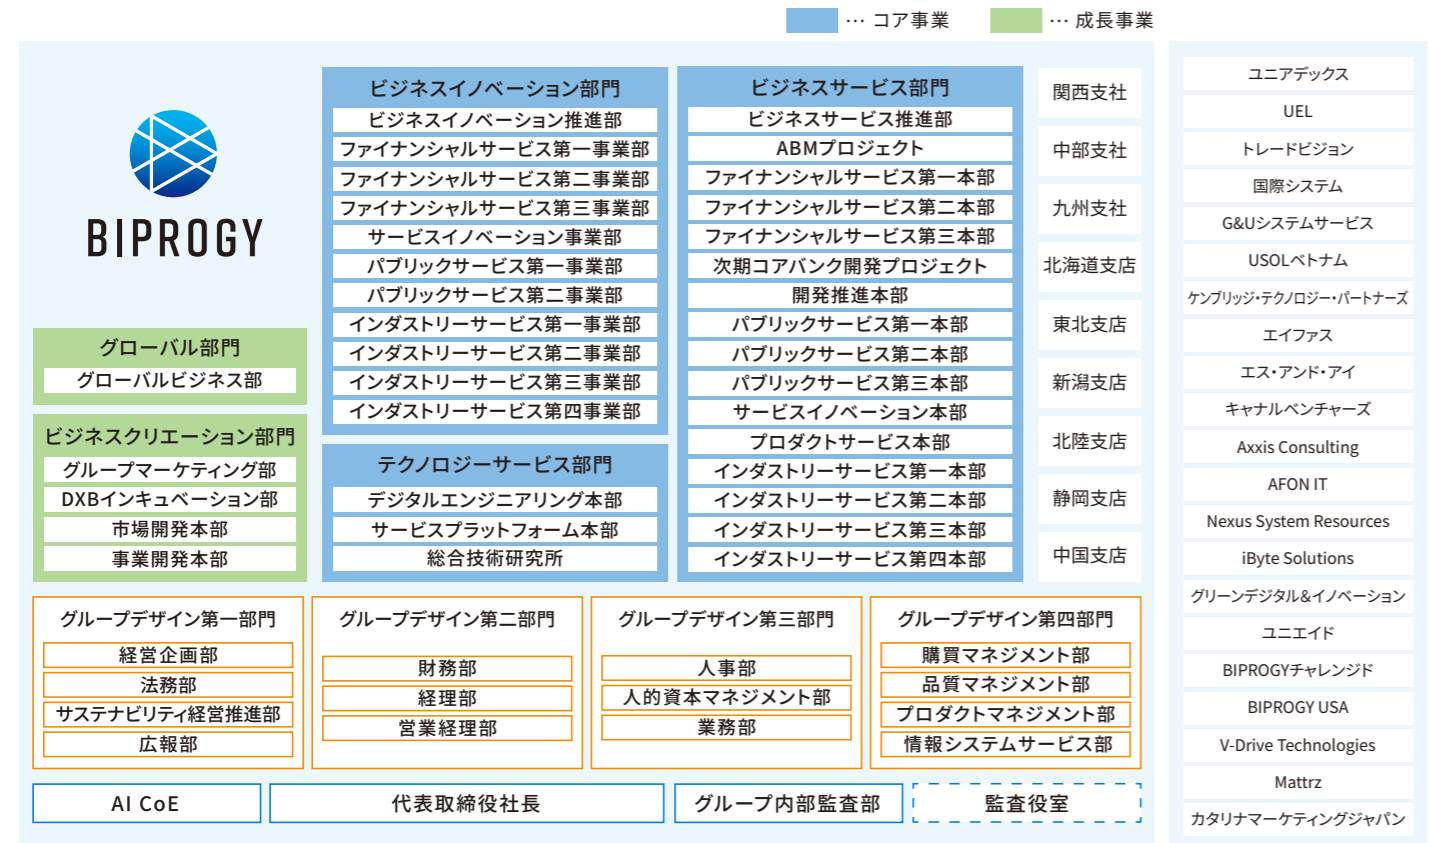 … コア事業
… 成長事業
BIPROGY
グローバル部門
グローバルビジネス部
ビジネスクリエーション部門
グループマーケティング部
DXBインキュベーション部
市場開発本部
事業開発本部
ビジネスイノベーション部門
ビジネスイノベーション推進部
ファイナンシャルサービス第一事業部
ファイナンシャルサービス第二事業部
ファイナンシャルサービス第三事業部
サービスイノベーション事業部
パブリックサービス第一事業部
パブリックサービス第二事業部
インダストリーサービス第一事業部
インダストリーサービス第二事業部
インダストリーサービス第三事業部
インダストリーサービス第四事業部
テクノロジーサービス部門
デジタルエンジニアリング本部
サービスプラットフォーム本部
総合技術研究所
ビジネスサービス部門
ビジネスサービス推進部
ABMプロジェクト
ファイナンシャルサービス第一本部
ファイナンシャルサービス第二本部
ファイナンシャルサービス第三本部
次期コアバンク開発プロジェクト
開発推進本部
パブリックサービス第一本部
パブリックサービス第二本部
パブリックサービス第三本部
サービスイノベーション本部
プロダクトサービス本部
インダストリーサービス第一本部
インダストリーサービス第二本部
インダストリーサービス第三本部
インダストリーサービス第四本部
関西支社
中部支社
九州支社
北海道支店
東北支店
新潟支店
北陸支店
静岡支店
中国支店
グループデザイン第一部門
経営企画部
法務部
サステナビリティ経営推進部
広報部
グループデザイン第二部門
財務部
経理部
営業経理部
グループデザイン第三部門
人事部
人的資本マネジメント部
業務部
グループデザイン第四部門
購買マネジメント部
品質マネジメント部
プロダクトマネジメント部
情報システムサービス部
AI CoE
代表取締役社長
グループ内部監査部
監査役室
ユニアデックス
UEL
トレードビジョン
国際システム
G&Uシステムサービス
USOLベトナム
ケンブリッジ・テクノロジー・パートナーズ
エイファス
エス・アンド・アイ
キャナルベンチャーズ
Axxis Consulting
AFON IT
Nexus System Resources
iByte Solutions
グリーンデジタル&イノベーション
ユニエイド
BIPROGYチャレンジド
BIPROGY USA
V-Drive Technologies
Mattrz
カタリナマーケティングジャパン